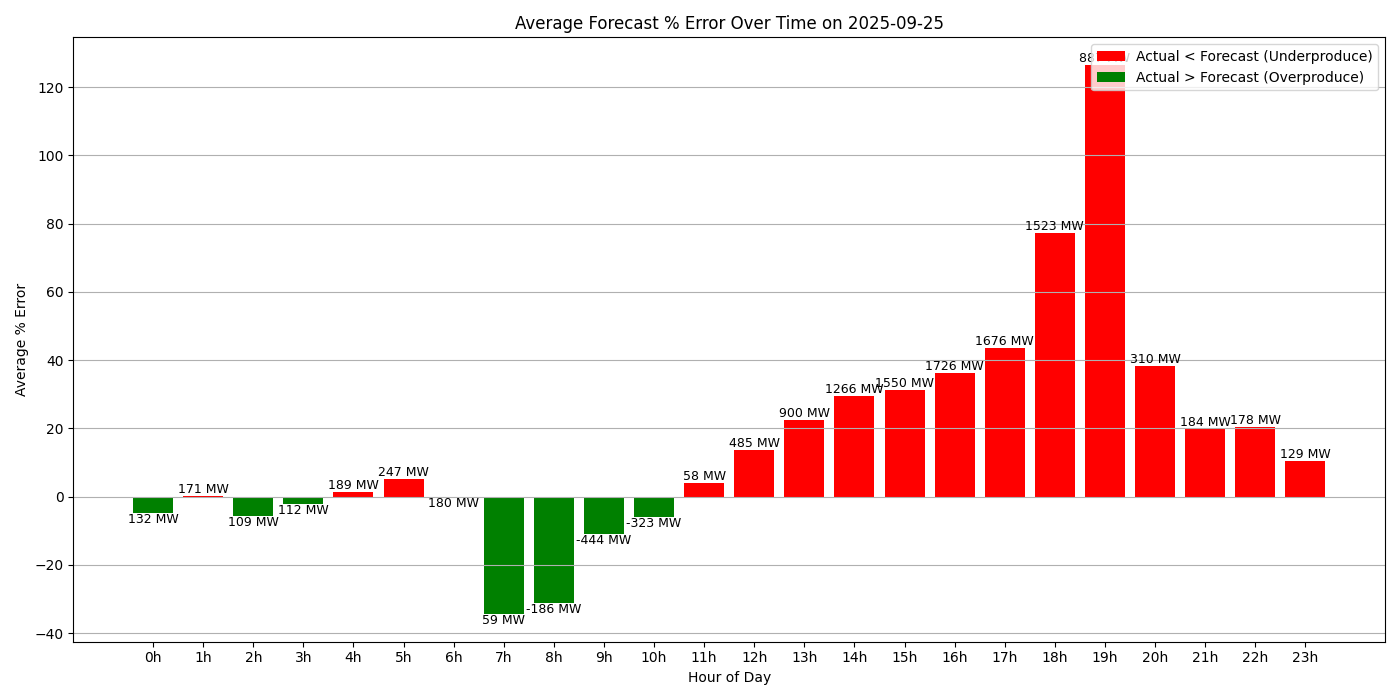 Average Forecast % Error Over Time on 2025-09-25
Actual < Forecast (Underproduce)
Actual > Forecast (Overproduce)
Average % Error
120
100
80
60
40
20
0
−20
−40
132 MW
171 MW
109 MW
112 MW
189 MW
247 MW
180 MW
59 MW
-186 MW
-444 MW
-323 MW
58 MW
485 MW
900 MW
1266 MW
1550 MW
1726 MW
1676 MW
1523 MW
310 MW
184 MW
178 MW
129 MW
0h 1h 2h 3h 4h 5h 6h 7h 8h 9h 10h 11h 12h 13h 14h 15h 16h 17h 18h 19h 20h 21h 22h 23h
Hour of Day